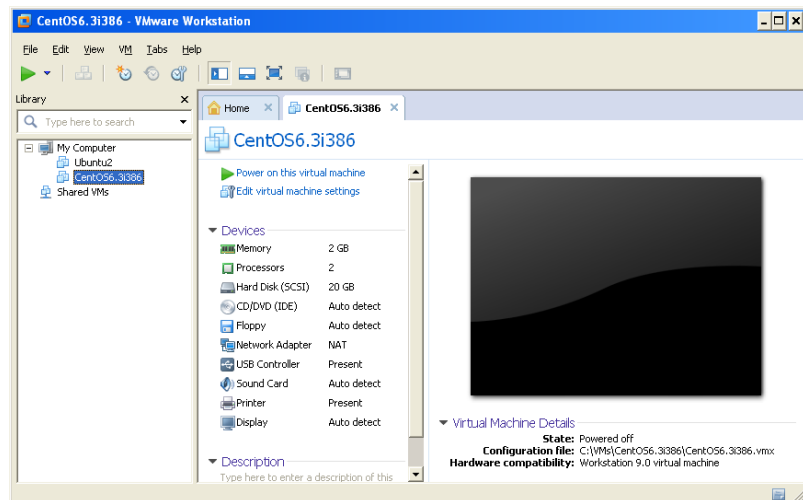 CentOS6.3i386 - VMware Workstation
File Edit View VM Tabs Help
Library
Type here to search
My Computer
Ubuntu2
CentOS6.3i386
Shared VMs
Home
CentOS6.3i386
CentOS6.3i386
Power on this virtual machine
Edit virtual machine settings
Devices
Memory 2 GB
Processors 2
Hard Disk (SCSI) 20 GB
CD/DVD (IDE) Auto detect
Floppy Auto detect
Network Adapter NAT
USB Controller Present
Sound Card Auto detect
Printer Present
Display Auto detect
Description
Type here to enter a description of this
Virtual Machine Details
State: Powered off
Configuration file: C:\VMs\CentOS6.3i386\CentOS6.3i386.vmx
Hardware compatibility: Workstation 9.0 virtual machine